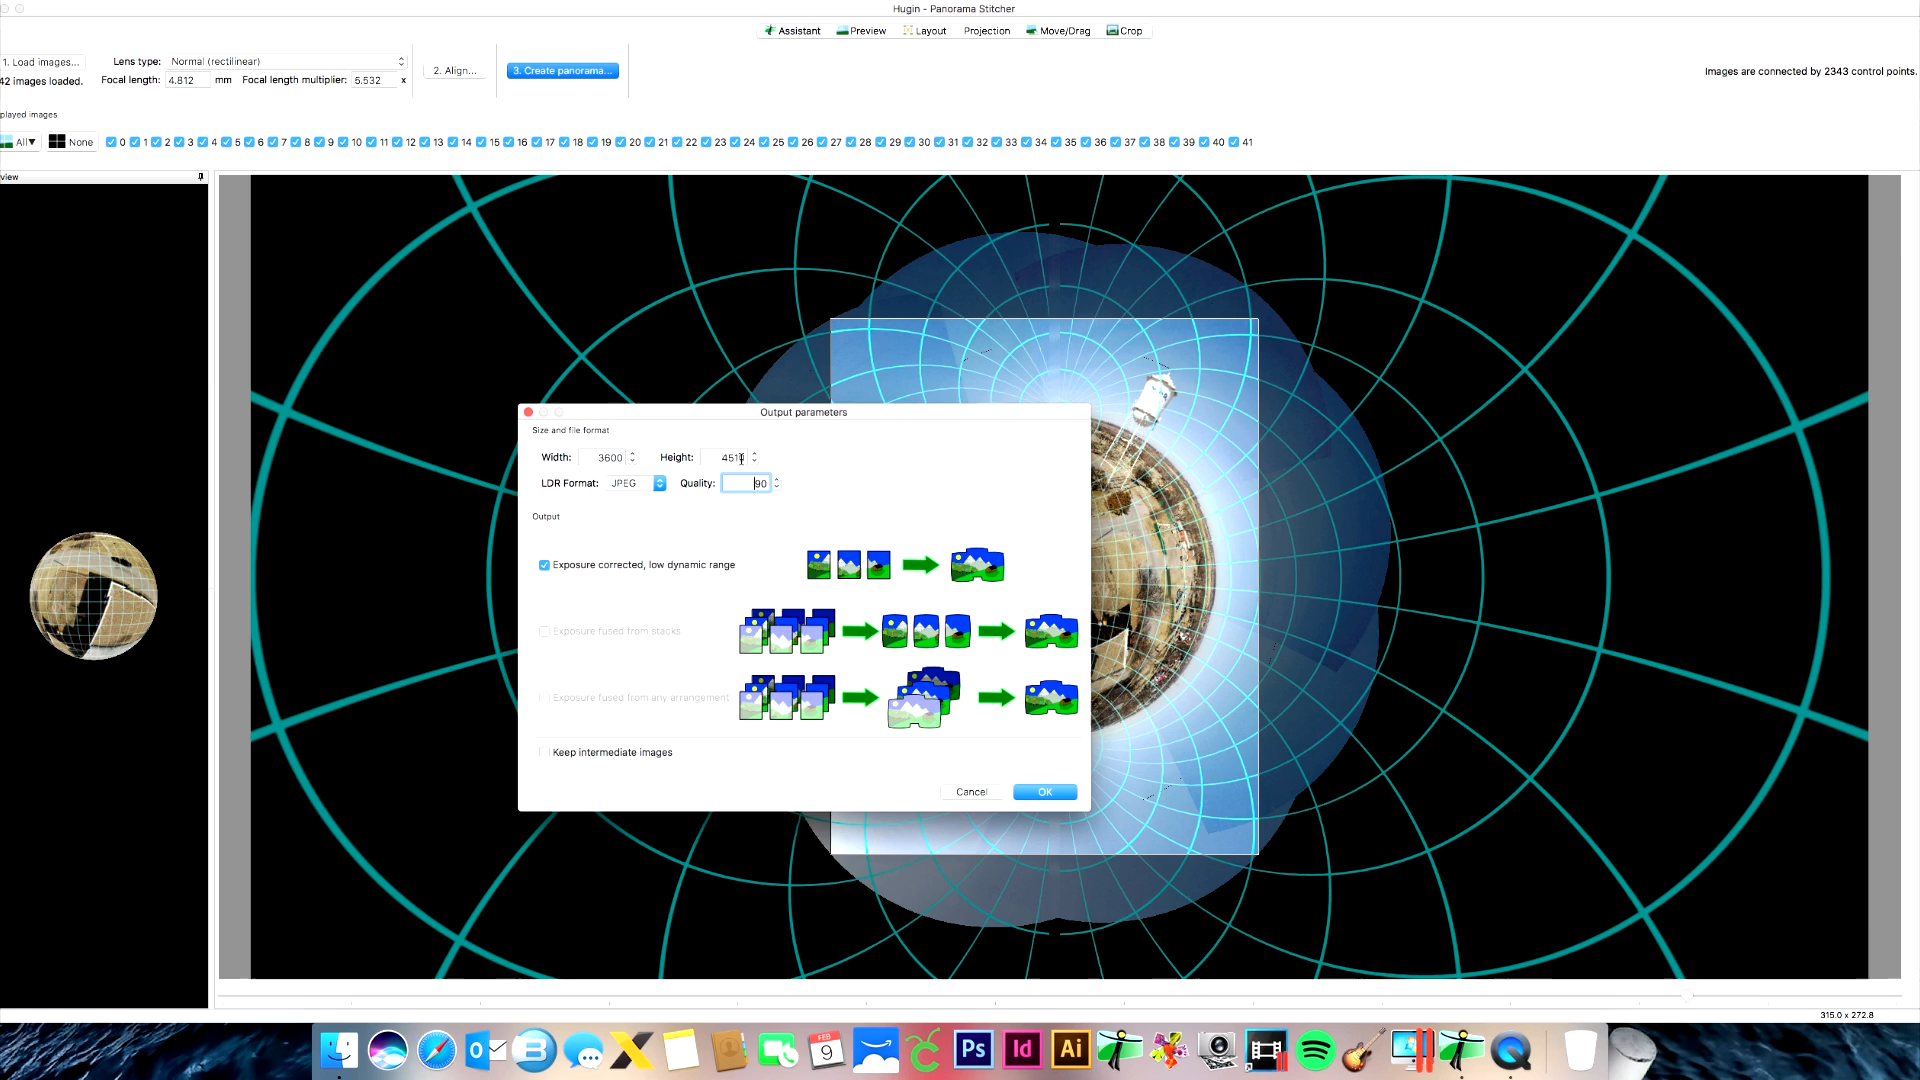 Hugin - Panorama Stitcher
Assistant Preview Layout Projection Move/Drag Crop
1. Load images... Lens type: Normal (rectilinear)
42 images loaded. Focal length: 4.812 mm Focal length multiplier: 5.532 x
2. Align... 3. Create panorama...
Images are connected by 2343 control points.
played images
All None 0 1 2 3 4 5 6 7 8 9 10 11 12 13 14 15 16 17 18 19 20 21 22 23 24 25 26 27 28 29 30 31 32 33 34 35 36 37 38 39 40 41
view
Output parameters
Size and file format
Width: 3600 Height:
LDR Format: JPEG Quality: 90
Output
Exposure corrected, low dynamic range
Exposure fused from stacks
Exposure fused from any arrangement
Keep intermediate images
Cancel OK
315.0 x 272.8
FEB
9
Ps Id Ai